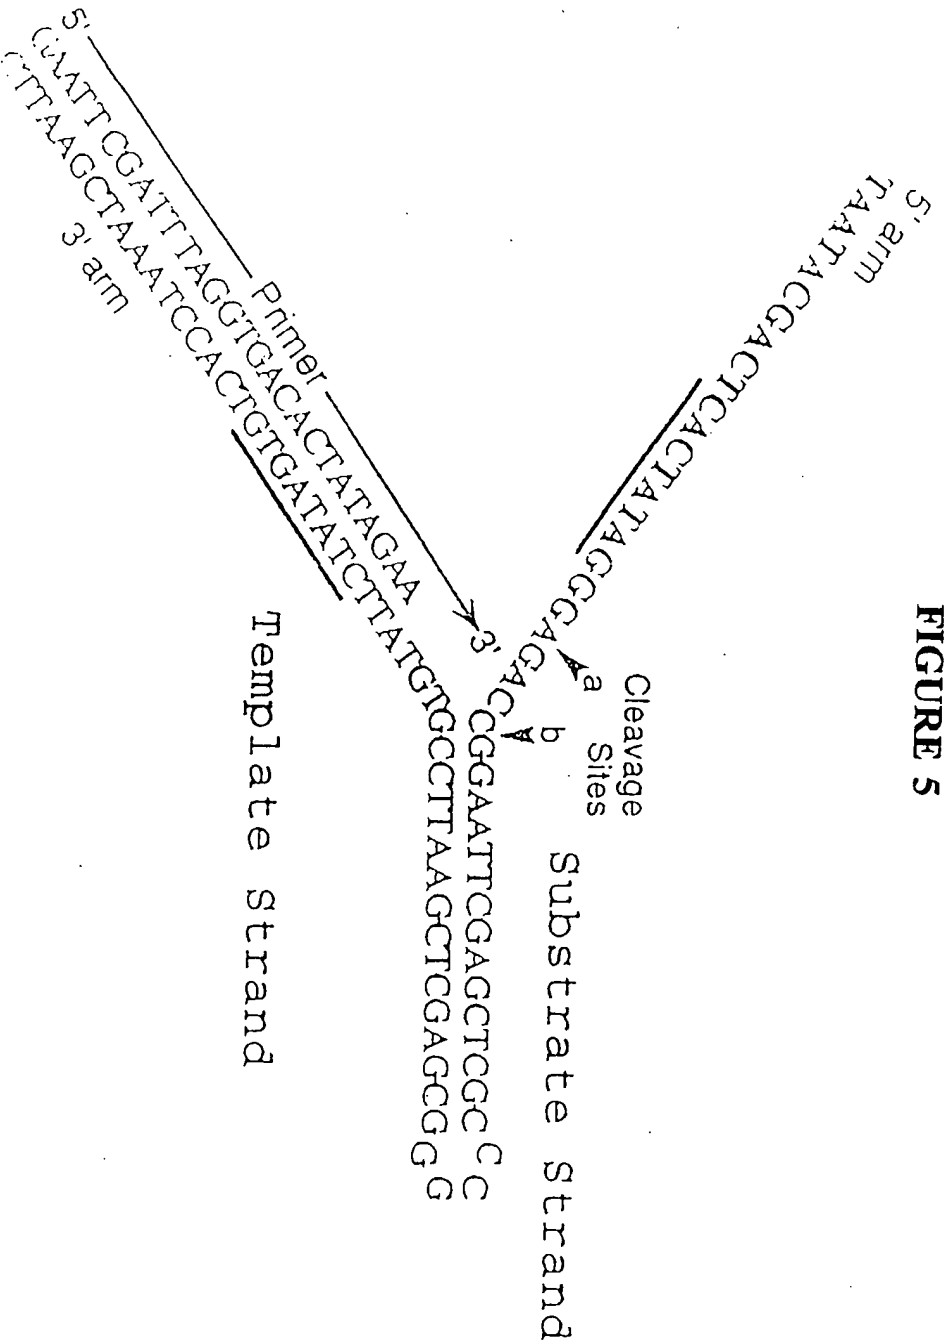 FIGURE 5
5' arm
TAATACGACTCACTATAGGGAGAC
Cleavage
Sites
a
b
Substrate Strand
CGGAATTCGAGCTCGC C C
GCCTTAAGCTCGAGCG G G
5'
Primer
3'
GAATTCGATTTAGGTGACACTATAGAA
CTTAAGCTAAATCCACTGTGATATCTTATGT
3' arm
Template Strand